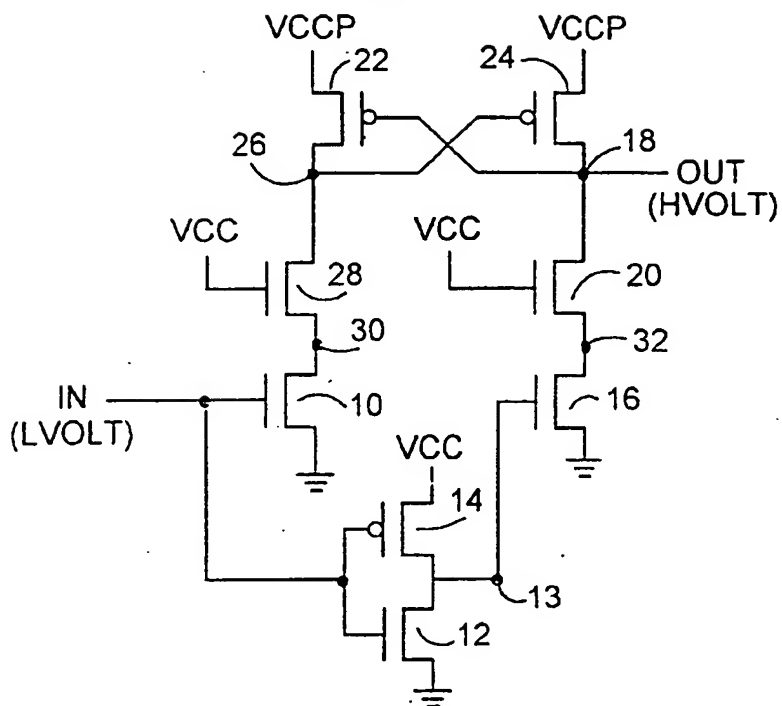 VCCP
VCCP
22
24
26
18
OUT
(HVOLT)
VCC
VCC
28
20
30
32
IN
(LVOLT)
10
16
VCC
14
13
12